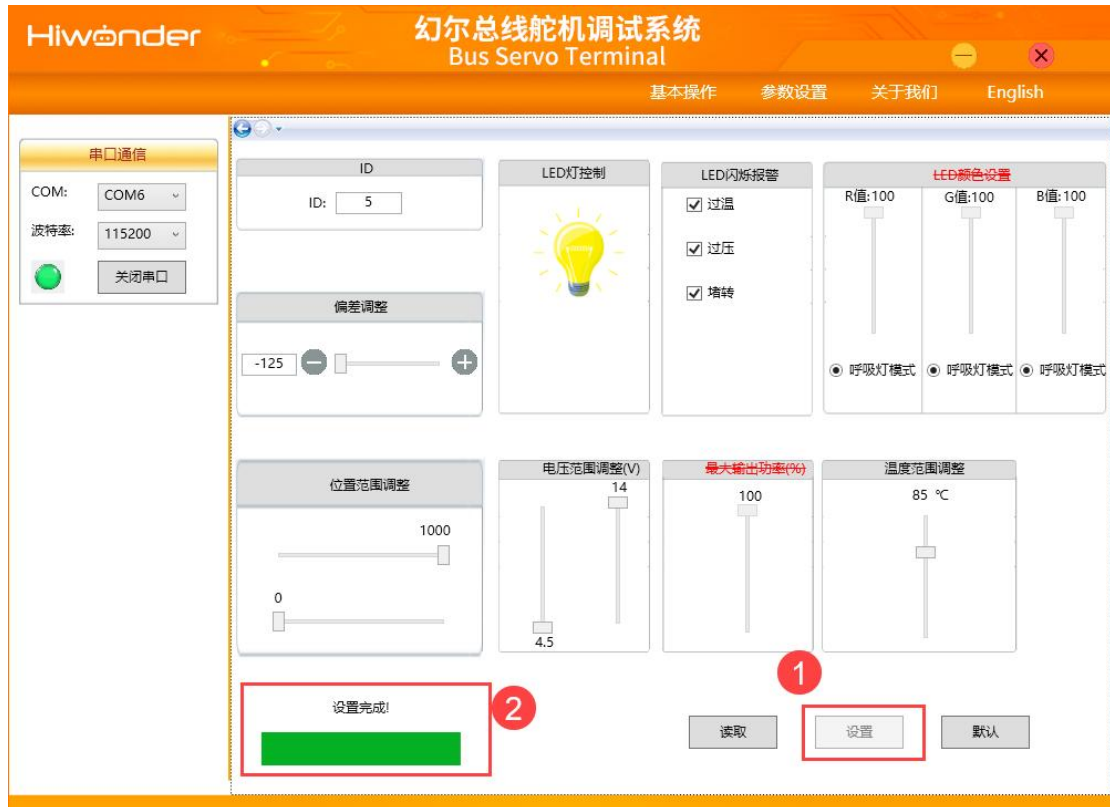 Hiwonder
幻尔总线舵机调试系统
Bus Servo Terminal
基本操作 参数设置 关于我们 English
串口通信
COM: COM6
波特率: 115200
关闭串口
ID
ID: 5
偏差调整
-125
LED灯控制
LED闪烁报警
过温
过压
堵转
LED颜色设置
R值:100 G值:100 B值:100
呼吸灯模式 呼吸灯模式 呼吸灯模式
位置范围调整
1000
0
电压范围调整(V)
14
4.5
最大输出功率(%)
100
温度范围调整
85 ℃
1
设置完成!
2
读取 设置 默认